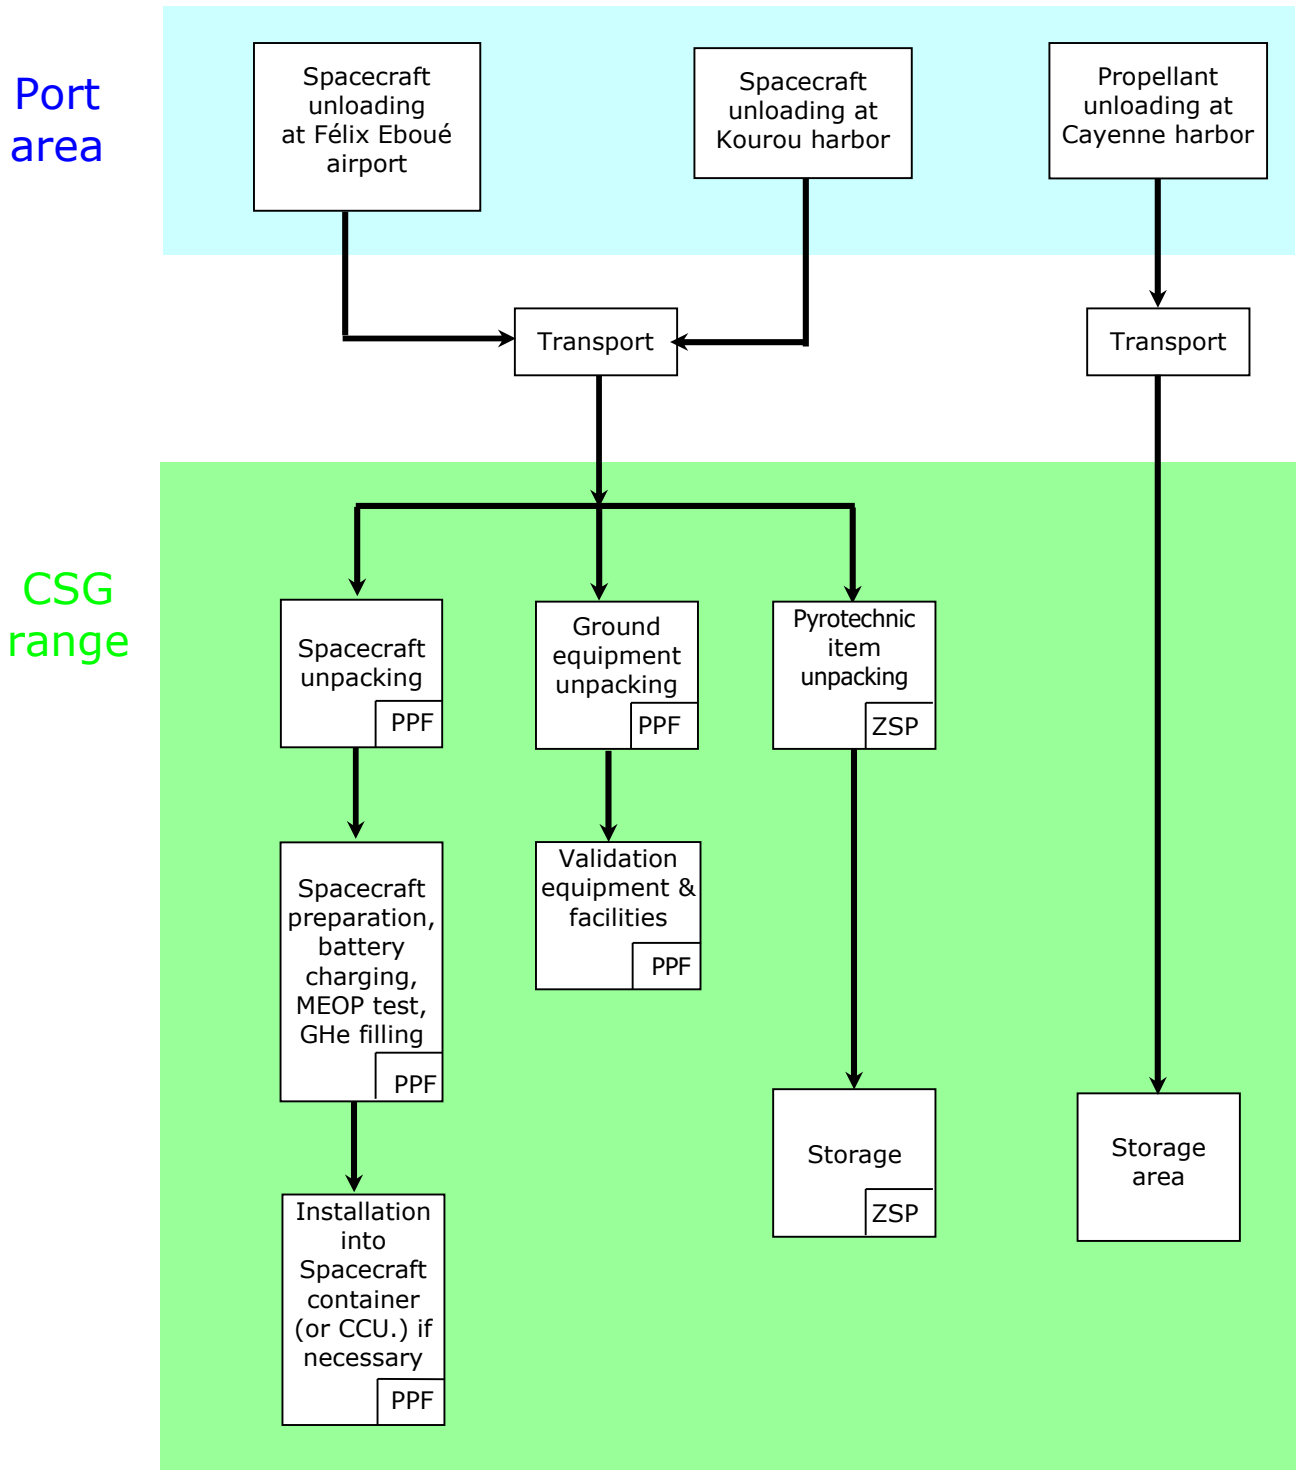 Port
area
Spacecraft
unloading
at Félix Eboué
airport
Spacecraft
unloading at
Kourou harbor
Propellant
unloading at
Cayenne harbor
Transport
Transport
CSG
range
Spacecraft
unpacking
PPF
Ground
equipment
unpacking
PPF
Pyrotechnic
item
unpacking
ZSP
Spacecraft
preparation,
battery
charging,
MEOP test,
GHe filling
PPF
Validation
equipment &
facilities
PPF
Storage
ZSP
Storage
area
Installation
into
Spacecraft
container
(or CCU.) if
necessary
PPF